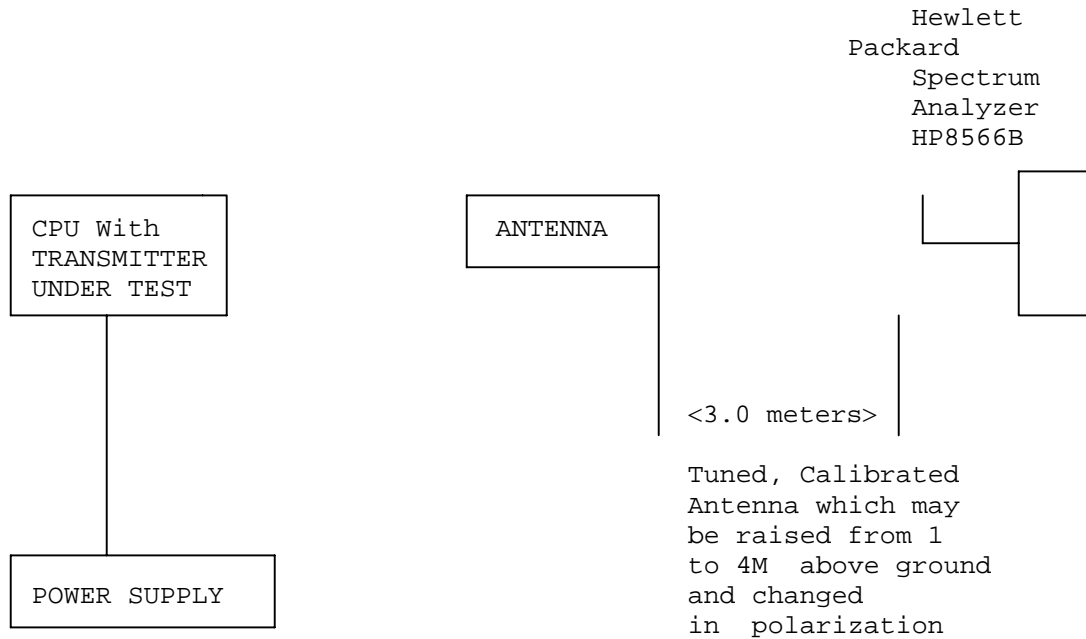 Hewlett
Packard
Spectrum
Analyzer
HP8566B
CPU With
TRANSMITTER
UNDER TEST
ANTENNA
<3.0 meters>
Tuned, Calibrated
Antenna which may
be raised from 1
to 4M above ground
and changed
in polarization
POWER SUPPLY